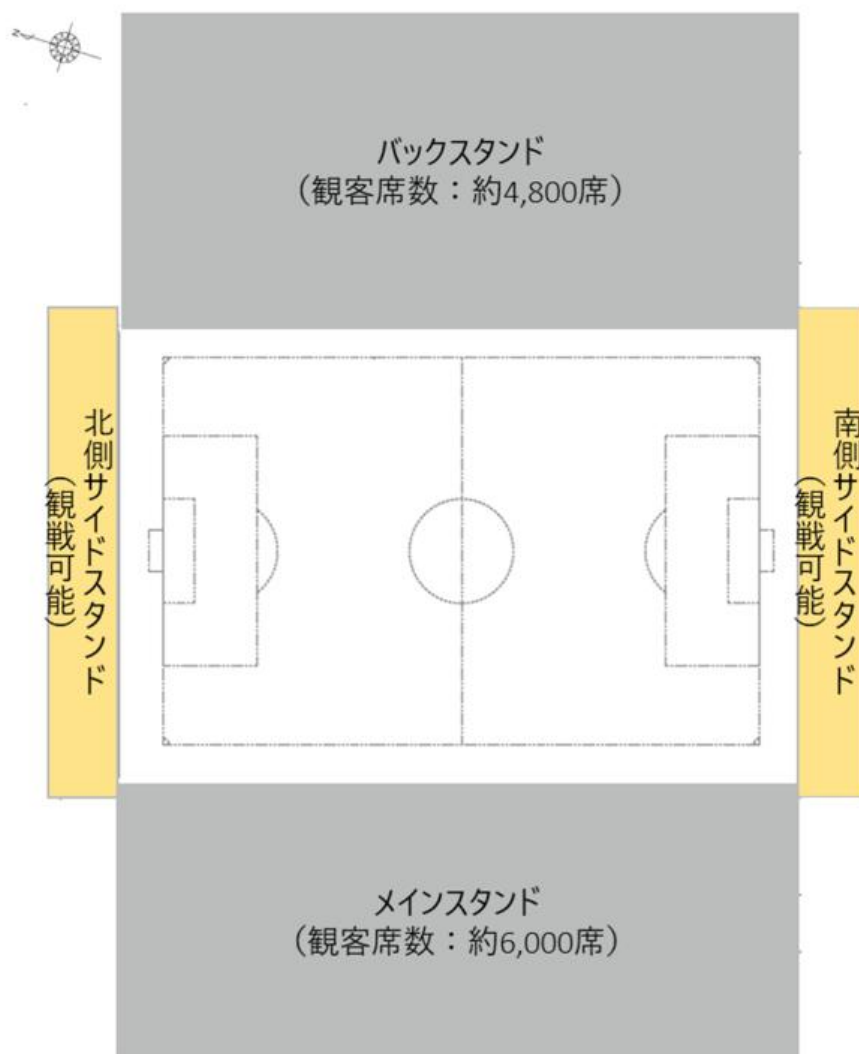 N
バックスタンド
（観客席数：約4,800席）
北側サイドスタンド
（観戦可能）
南側サイドスタンド
（観戦可能）
メインスタンド
（観客席数：約6,000席）